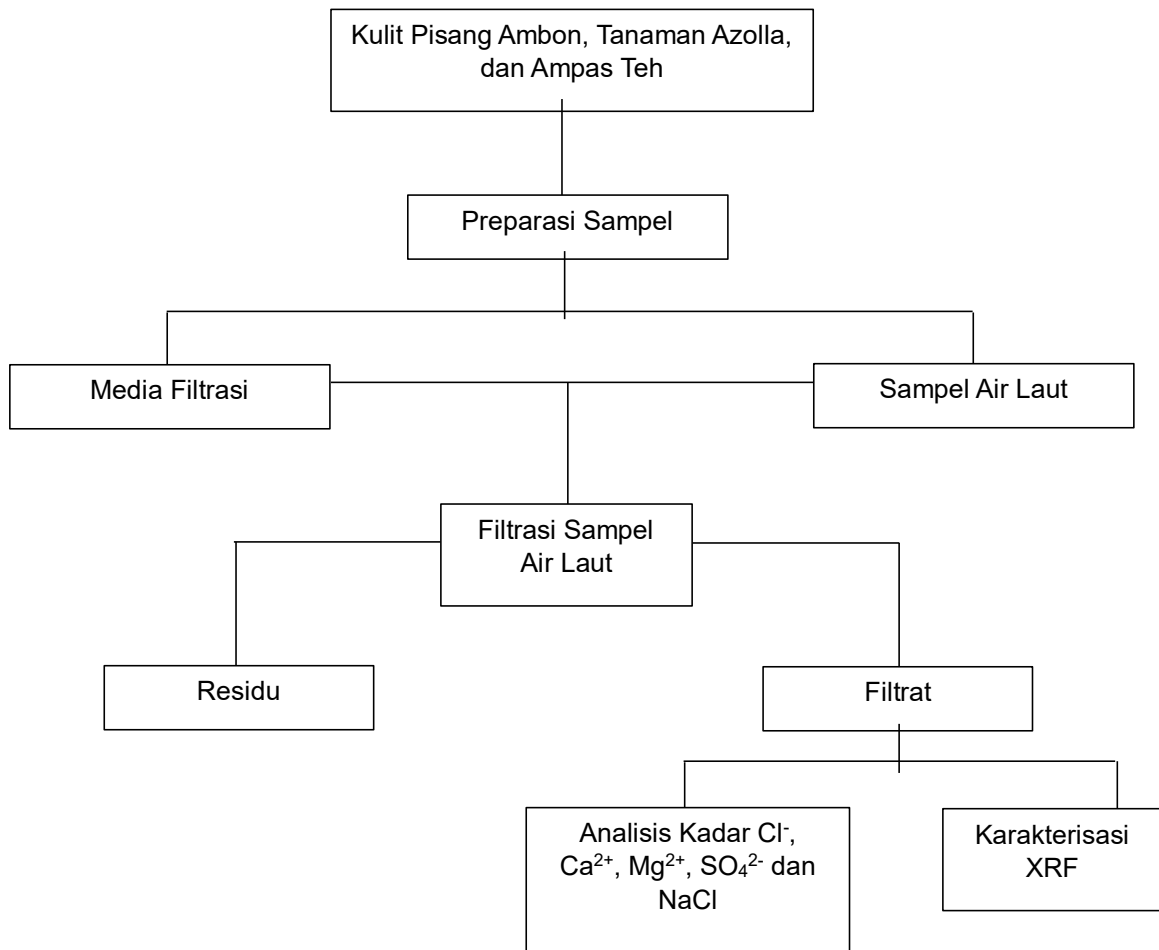 Kulit Pisang Ambon, Tanaman Azolla,
dan Ampas Teh
Preparasi Sampel
Media Filtrasi
Sampel Air Laut
Filtrasi Sampel
Air Laut
Residu
Filtrat
Analisis Kadar Cl⁻,
Ca²⁺, Mg²⁺, SO₄²⁻ dan
NaCl
Karakterisasi
XRF